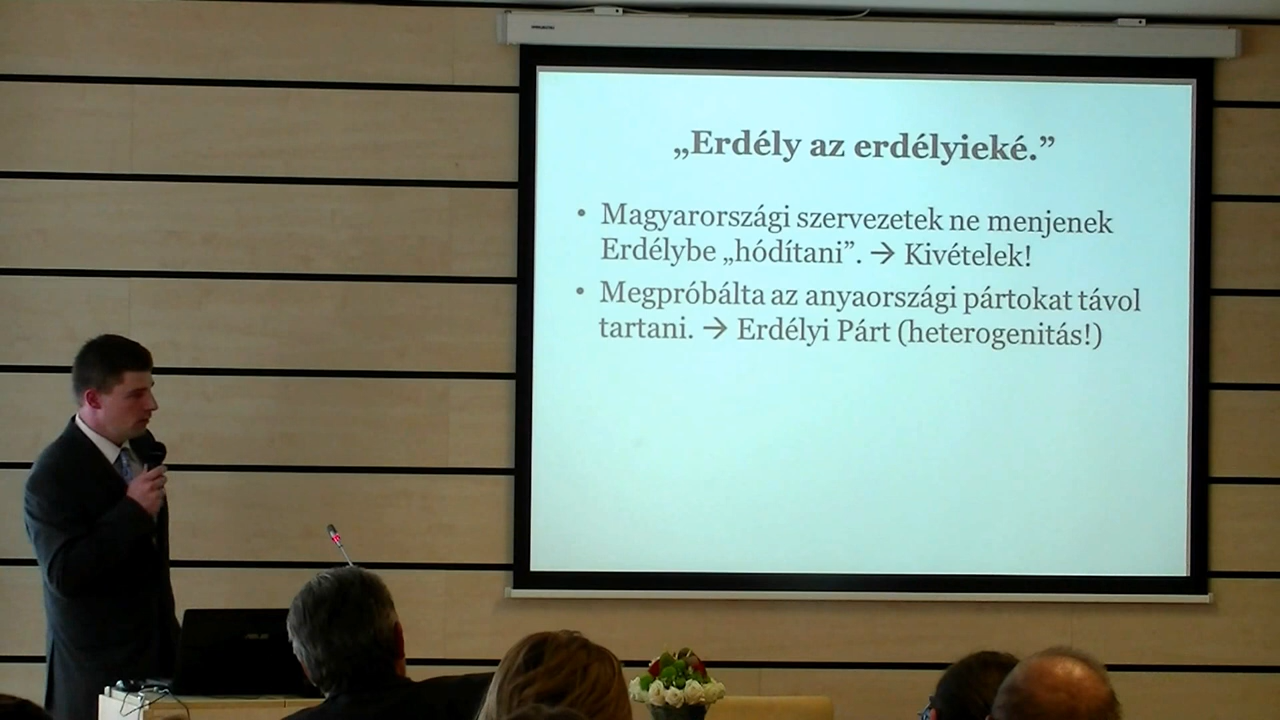 „Erdély az erdélyieké.”
• Magyarországi szervezetek ne menjenek
Erdélybe „hódítani”. → Kivételek!
• Megpróbálta az anyaországi pártokat távol
tartani. → Erdélyi Párt (heterogenitás!)